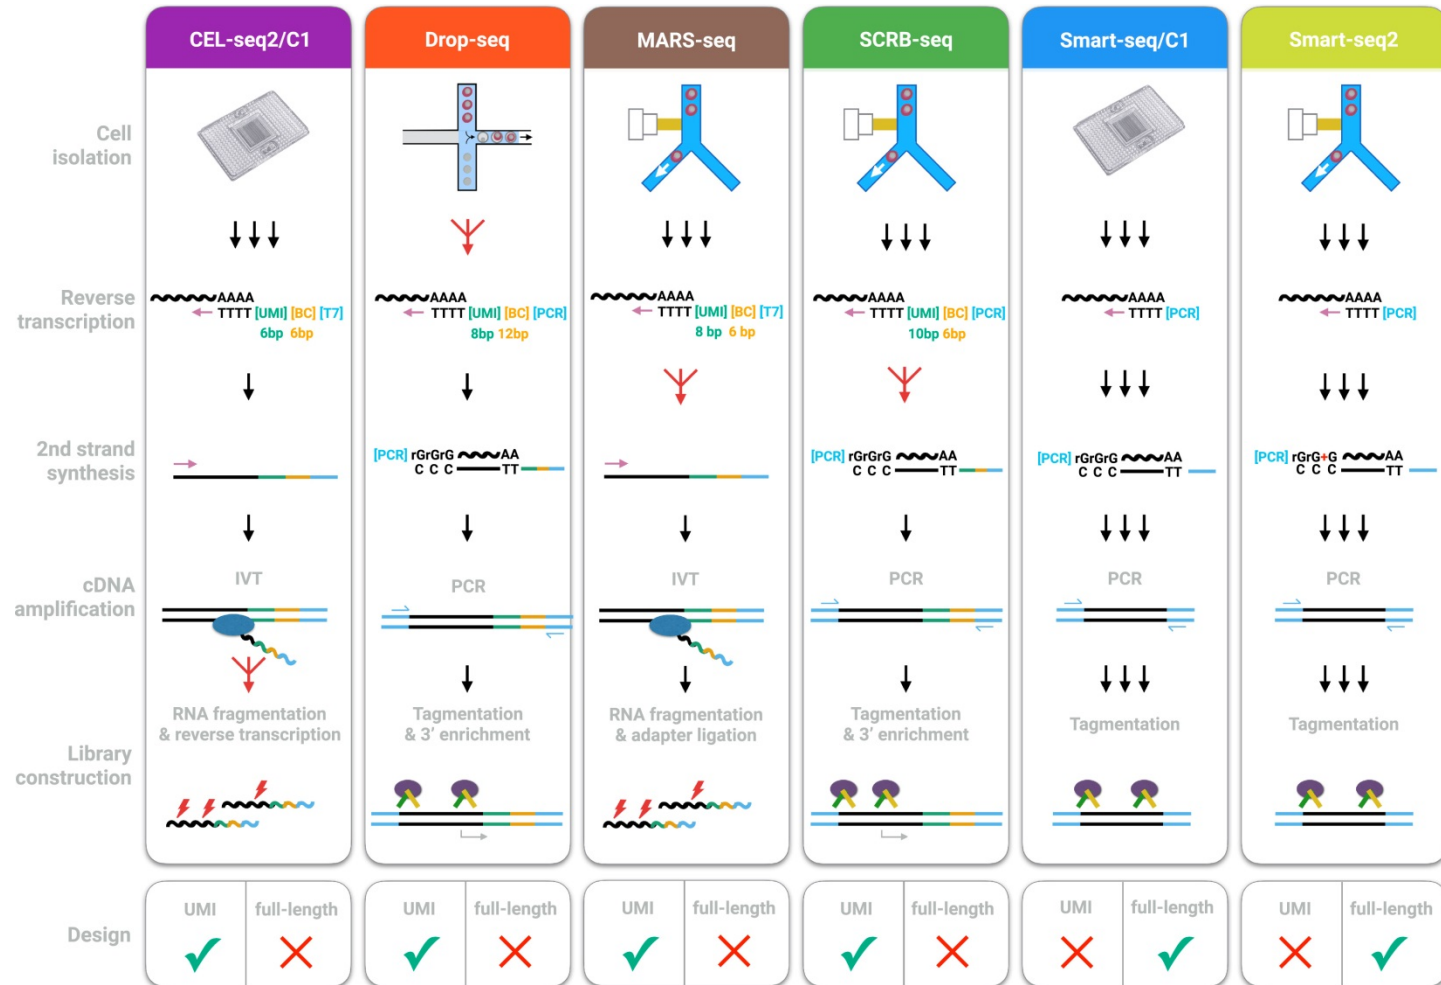 CEL-seq2/C1
Drop-seq
MARS-seq
SCRB-seq
Smart-seq/C1
Smart-seq2
Cell
isolation
Reverse
transcription
AAAA
TTTT [UMI] [BC] [T7]
6bp 6bp
AAAA
TTTT [UMI] [BC] [PCR]
8bp 12bp
AAAA
TTTT [UMI] [BC] [T7]
8 bp 6 bp
AAAA
TTTT [UMI] [BC] [PCR]
10bp 6bp
AAAA
TTTT [PCR]
AAAA
TTTT [PCR]
2nd strand
synthesis
[PCR] rGrGrG AA
C C C TT
[PCR] rGrGrG AA
C C C TT
[PCR] rGrGrG AA
C C C TT
[PCR] rGrG+G AA
C C C TT
cDNA
amplification
IVT
PCR
IVT
PCR
PCR
PCR
Library
construction
RNA fragmentation
& reverse transcription
Tagmentation
& 3’ enrichment
RNA fragmentation
& adapter ligation
Tagmentation
& 3’ enrichment
Tagmentation
Tagmentation
Design
UMI full-length
UMI full-length
UMI full-length
UMI full-length
UMI full-length
UMI full-length